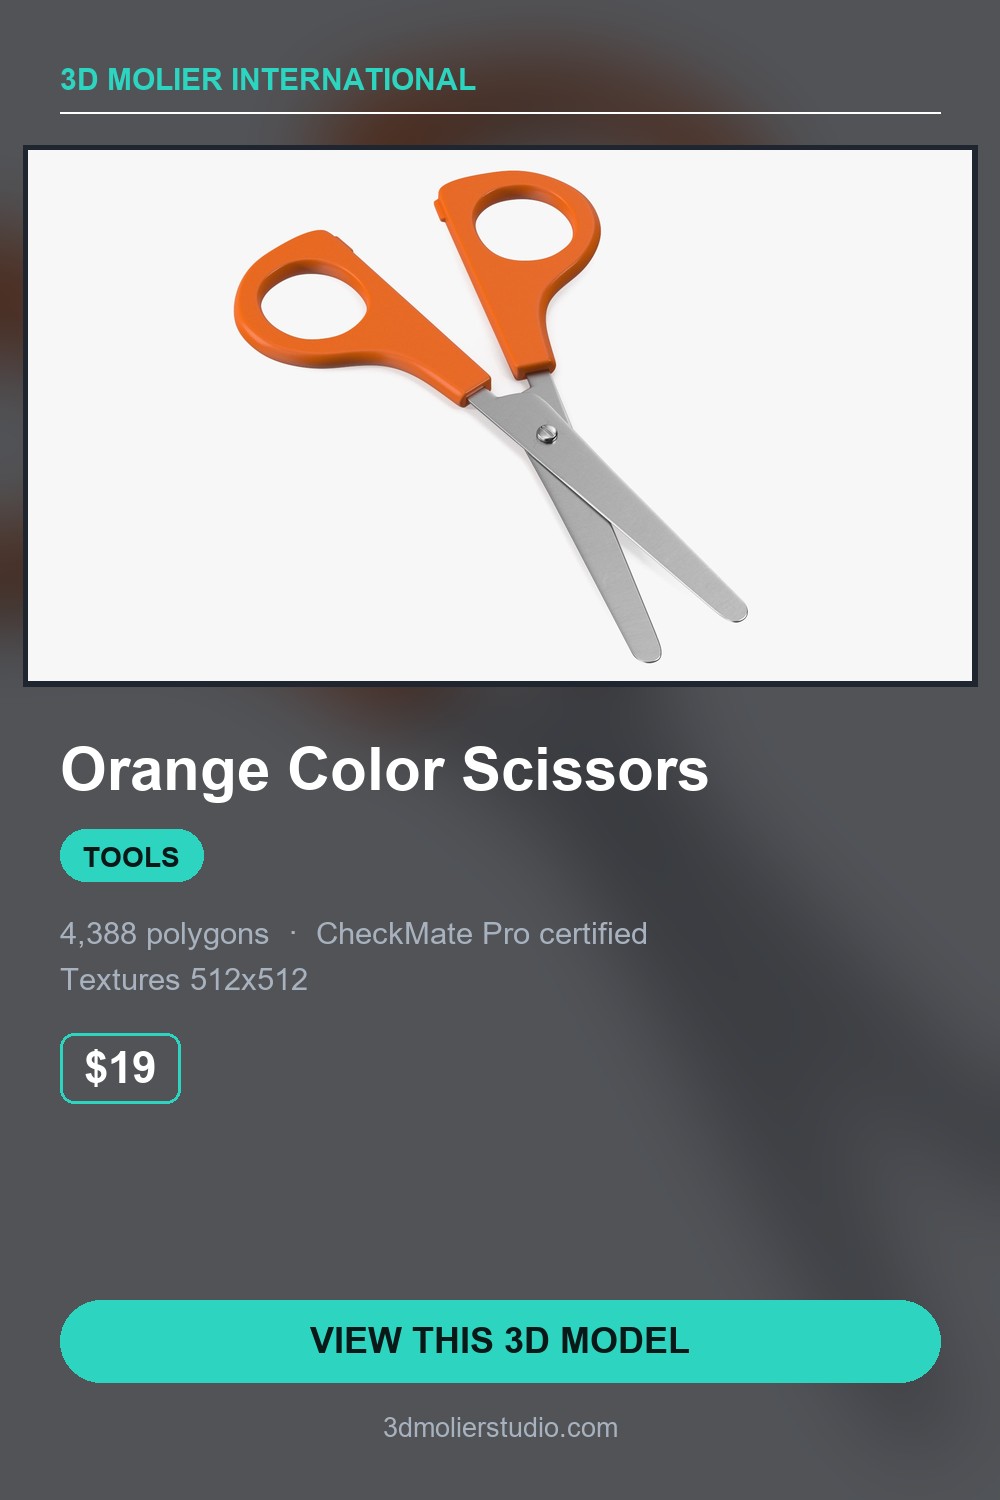 3D MOLIER INTERNATIONAL
Orange Color Scissors
TOOLS
4,388 polygons · CheckMate Pro certified
Textures 512x512
$19
VIEW THIS 3D MODEL
3dmolierstudio.com